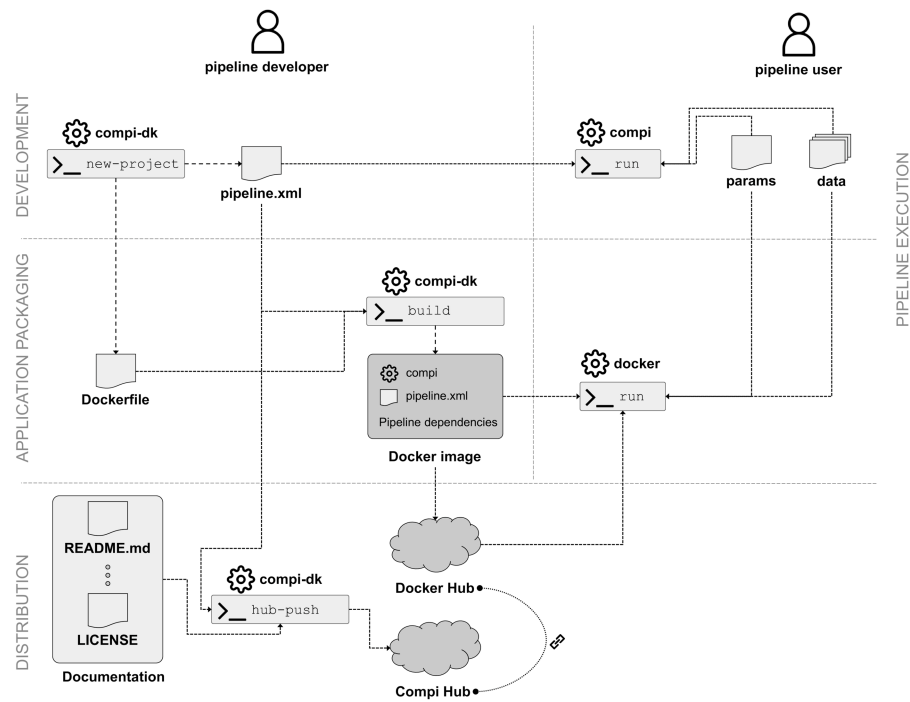 pipeline developer
pipeline user
DEVELOPMENT
compi-dk
>_ new-project
pipeline.xml
compi
>_ run
params
data
PIPELINE EXECUTION
APPLICATION PACKAGING
compi-dk
>_ build
Dockerfile
compi
pipeline.xml
Pipeline dependencies
Docker image
docker
>_ run
DISTRIBUTION
README.md
LICENSE
Documentation
compi-dk
>_ hub-push
Docker Hub
Compi Hub